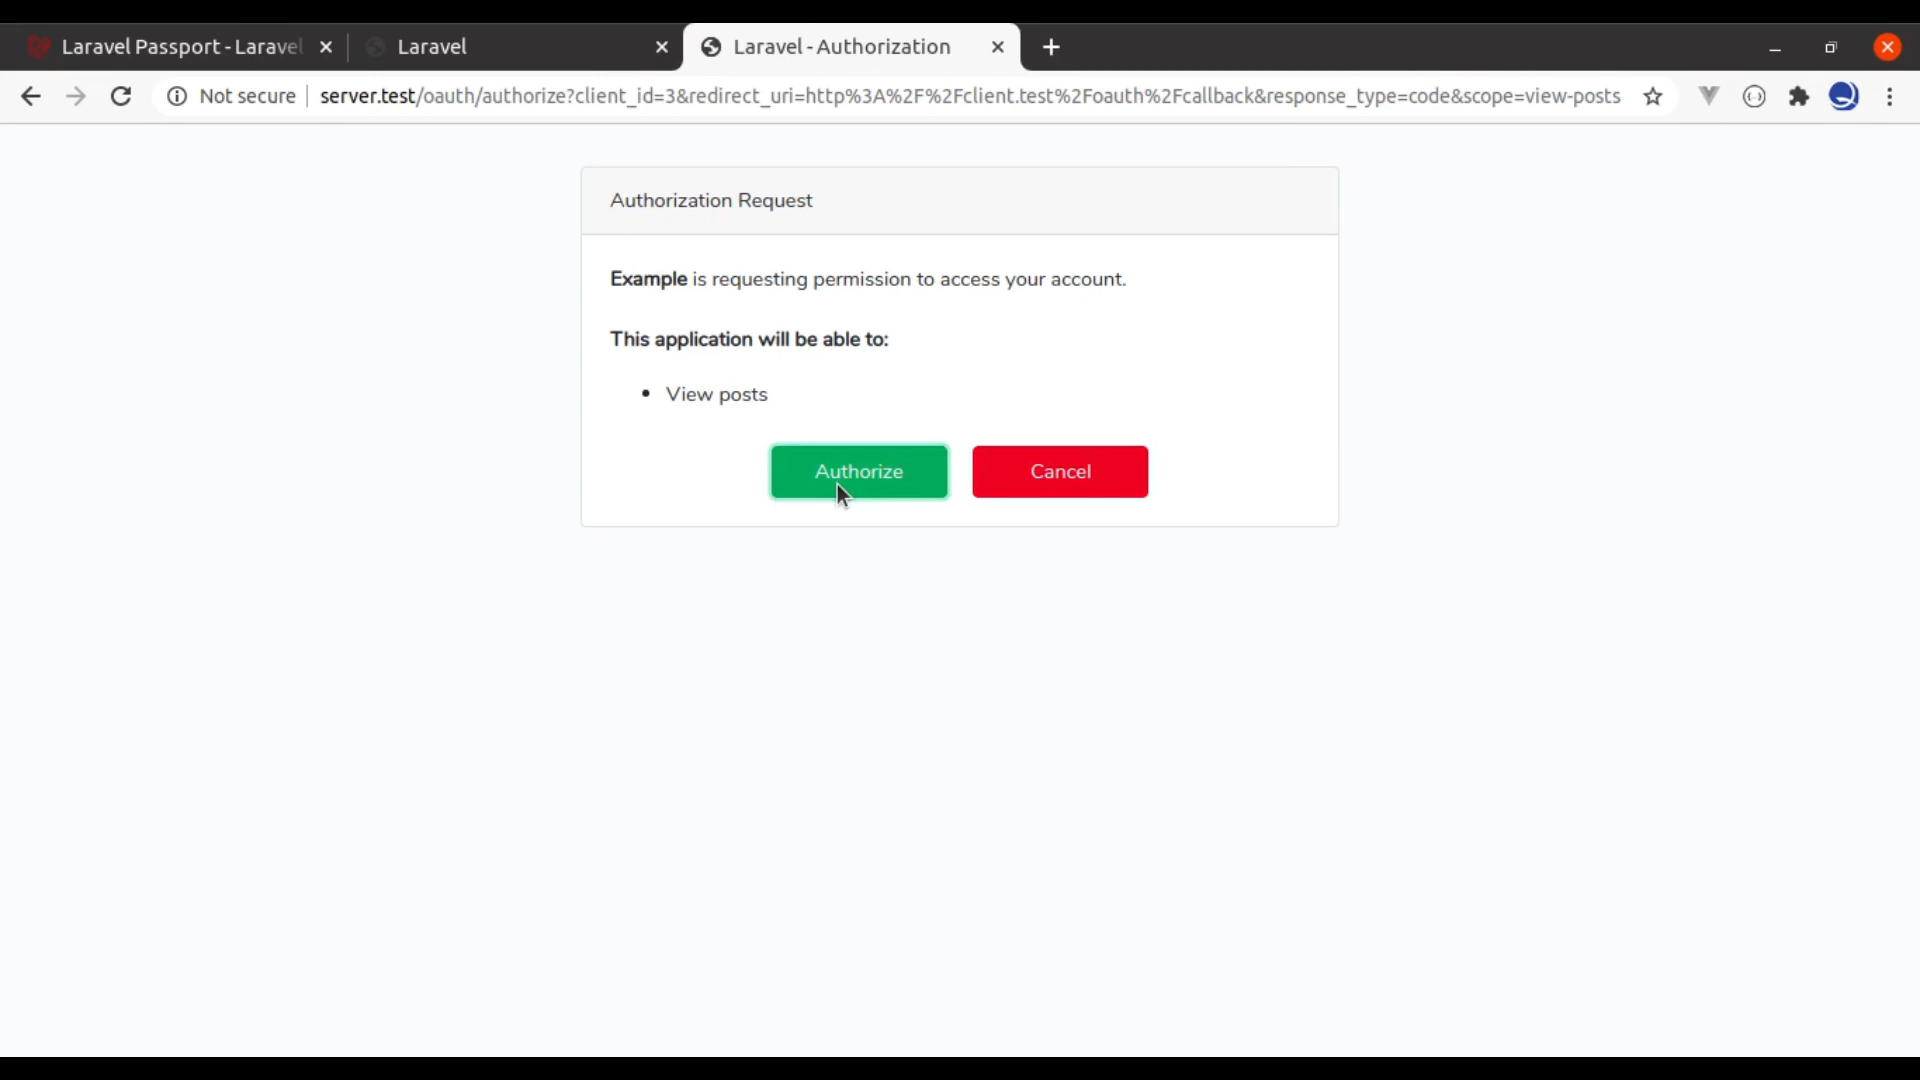 Laravel Passport - Laravel
Laravel
Laravel - Authorization
Not secure
server.test/oauth/authorize?client_id=3&redirect_uri=http%3A%2F%2Fclient.test%2Foauth%2Fcallback&response_type=code&scope=view-posts
Authorization Request
Example is requesting permission to access your account.
This application will be able to:
• View posts
Authorize
Cancel